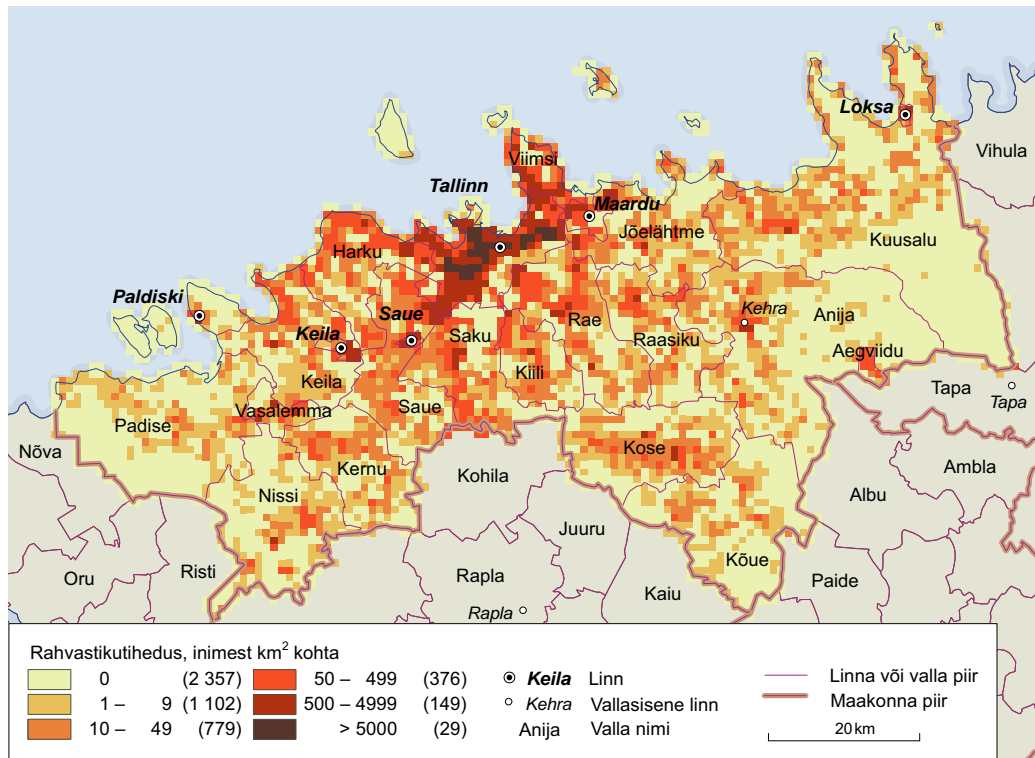 Loksa
Vihula
Viimsi
Tallinn
Maardu
Jõelähtme
Harku
Kuusalu
Paldiski
Saue
Kehra
Anija
Keila
Saku
Rae
Raasiku
Aegviidu
Keila
Kiili
Tapa
Tapa
Vasalemma
Saue
Padise
Kose
Nõva
Kernu
Kohila
Ambla
Nissi
Albu
Juuru
Kõue
Oru
Risti
Rapla
Kaiu
Paide
Rapla
Rahvastikutihedus, inimest km² kohta
0 (2 357)
1 – 9 (1 102)
10 – 49 (779)
50 – 499 (376)
500 – 4999 (149)
> 5000 (29)
Keila Linn
Kehra Vallasisene linn
Anija Valla nimi
Linna või valla piir
Maakonna piir
20 km